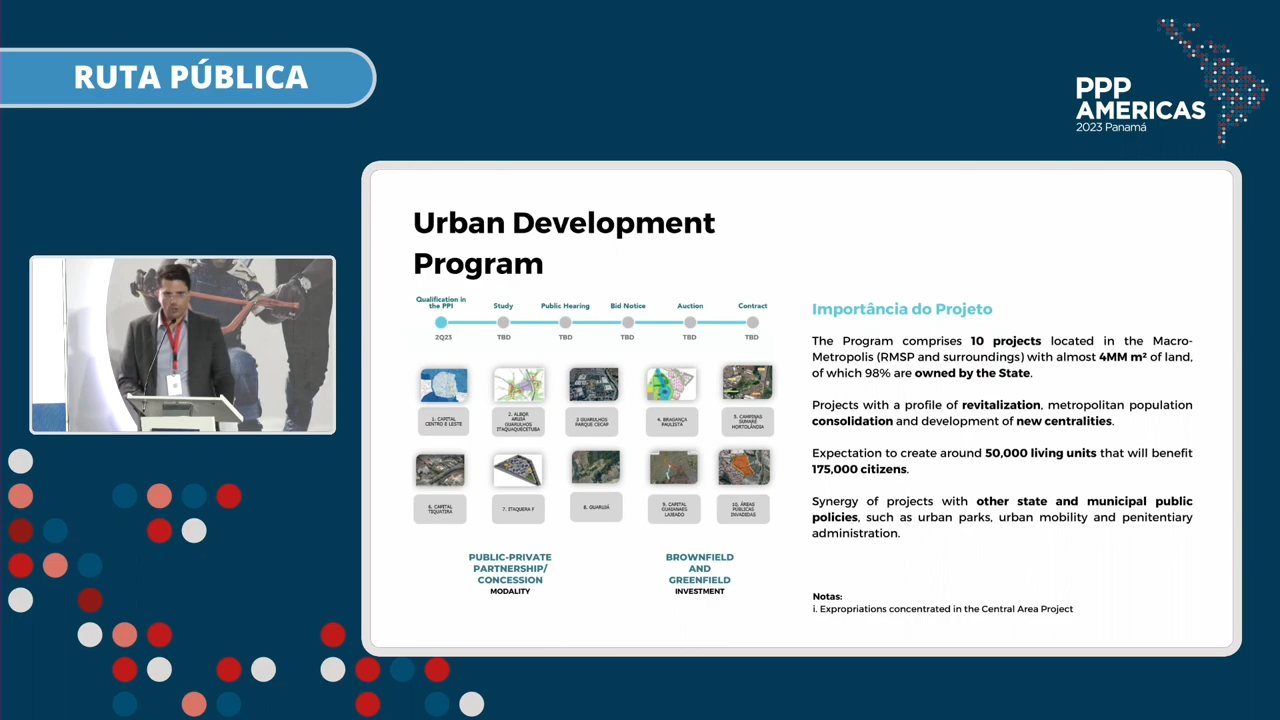 RUTA PÚBLICA
PPP
AMERICAS
2023 Panamá
Urban Development
Program
Qualification in
the PPI
Study
Public Hearing
Bid Notice
Auction
Contract
2Q23
TBD
TBD
TBD
TBD
TBD
1. CAPITAL
CENTRO E LESTE
2. ALBOR
ARUJÁ
GUARULHOS
ITAQUAQUECETUBA
3 GUARULHOS
PARQUE CECAP
4. BRAGANÇA
PAULISTA
5. CAMPINAS
SUMARÉ
HORTOLÂNDIA
6. CAPITAL
TIQUATIRA
7. ITAQUERA F
8. GUARUJÁ
9. CAPITAL
GUAIANAES
LAJEADO
10. ÁREAS
PÚBLICAS
INVADIDAS
PUBLIC-PRIVATE
PARTNERSHIP/
CONCESSION
MODALITY
BROWNFIELD
AND
GREENFIELD
INVESTMENT
Importância do Projeto
The Program comprises 10 projects located in the Macro-
Metropolis (RMSP and surroundings) with almost 4MM m² of land,
of which 98% are owned by the State.
Projects with a profile of revitalization, metropolitan population
consolidation and development of new centralities.
Expectation to create around 50,000 living units that will benefit
175,000 citizens.
Synergy of projects with other state and municipal public
policies, such as urban parks, urban mobility and penitentiary
administration.
Notas:
i. Expropriations concentrated in the Central Area Project